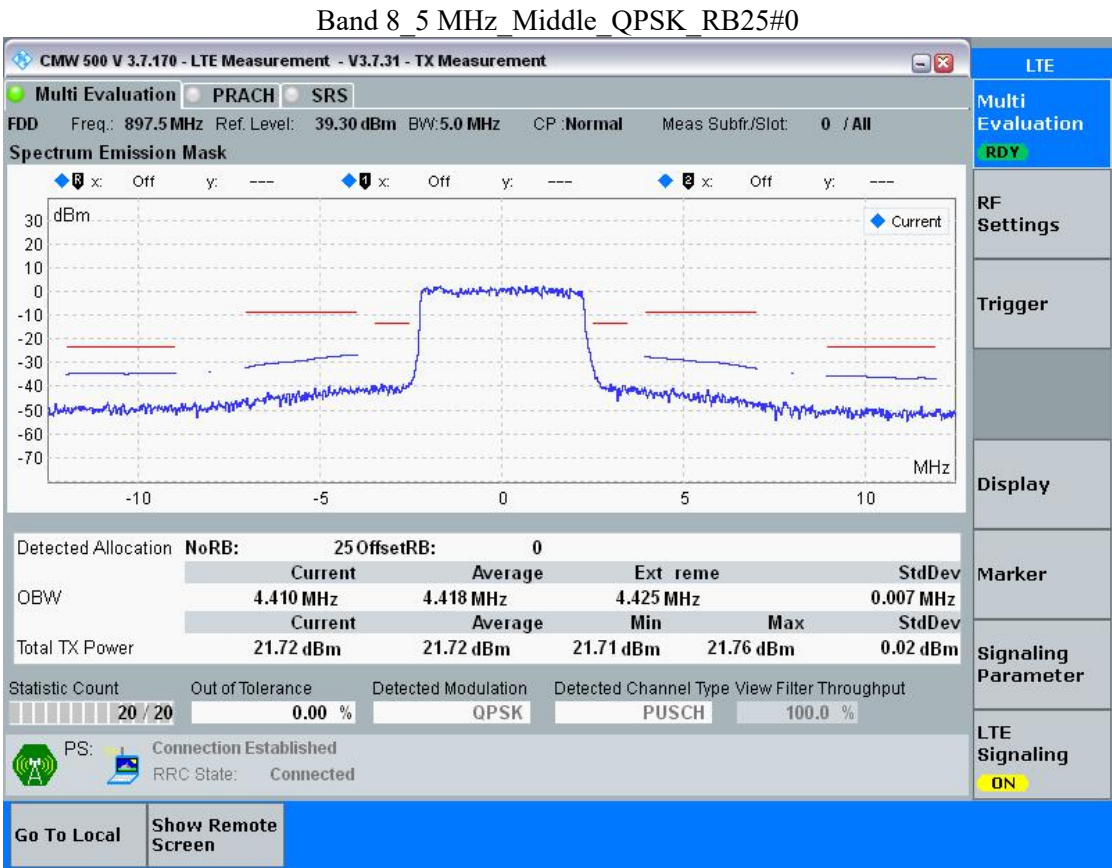 Band 8_5 MHz_Middle_QPSK_RB25#0
CMW 500 V 3.7.170 - LTE Measurement - V3.7.31 - TX Measurement
LTE
Multi Evaluation PRACH SRS
FDD Freq.: 897.5 MHz Ref. Level: 39.30 dBm BW:5.0 MHz CP :Normal Meas Subfr./Slot: 0 / All
Spectrum Emission Mask
R x: Off y: --- 1 x: Off y: --- 2 x: Off y: ---
dBm
Current
30
20
10
0
-10
-20
-30
-40
-50
-60
-70
MHz
-10 -5 0 5 10
Detected Allocation NoRB: 25 OffsetRB: 0
Current Average Ext reme StdDev
OBW 4.410 MHz 4.418 MHz 4.425 MHz 0.007 MHz
Current Average Min Max StdDev
Total TX Power 21.72 dBm 21.72 dBm 21.71 dBm 21.76 dBm 0.02 dBm
Statistic Count Out of Tolerance Detected Modulation Detected Channel Type View Filter Throughput
20 / 20 0.00 % QPSK PUSCH 100.0 %
PS: Connection Established
RRC State: Connected
Multi
Evaluation
RDY
RF
Settings
Trigger
Display
Marker
Signaling
Parameter
LTE
Signaling
ON
Go To Local
Show Remote
Screen